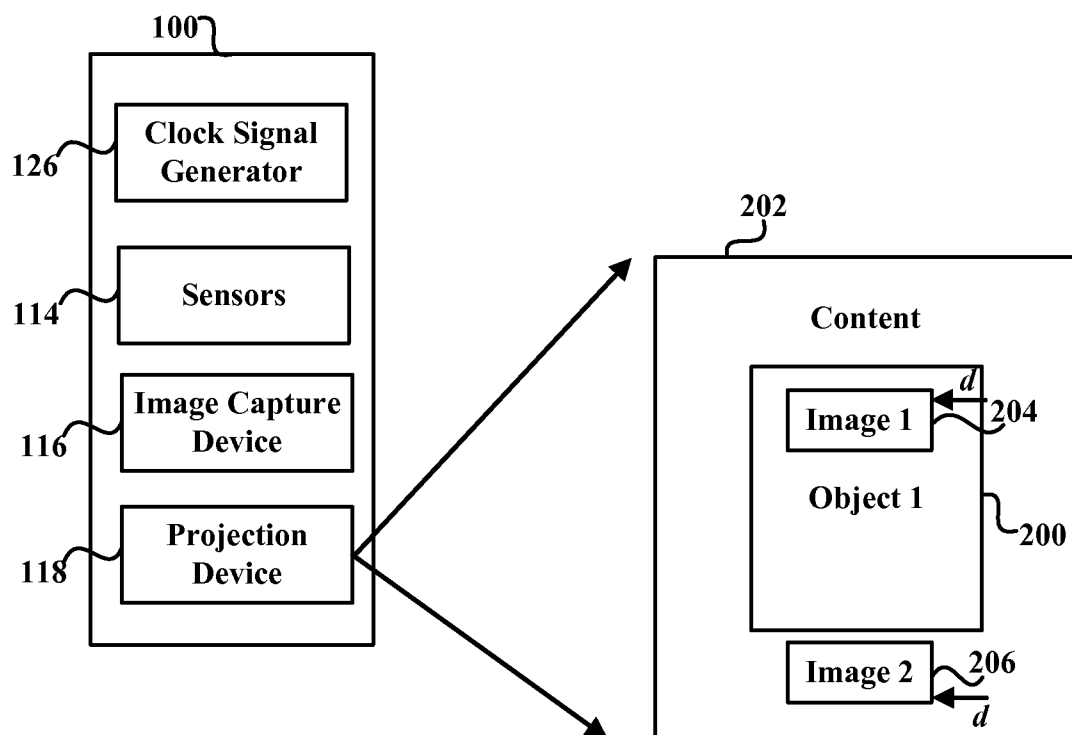 100
126
Clock Signal
Generator
114
Sensors
116
Image Capture
Device
118
Projection
Device
202
Content
d
Image 1
204
Object 1
200
Image 2
206
d